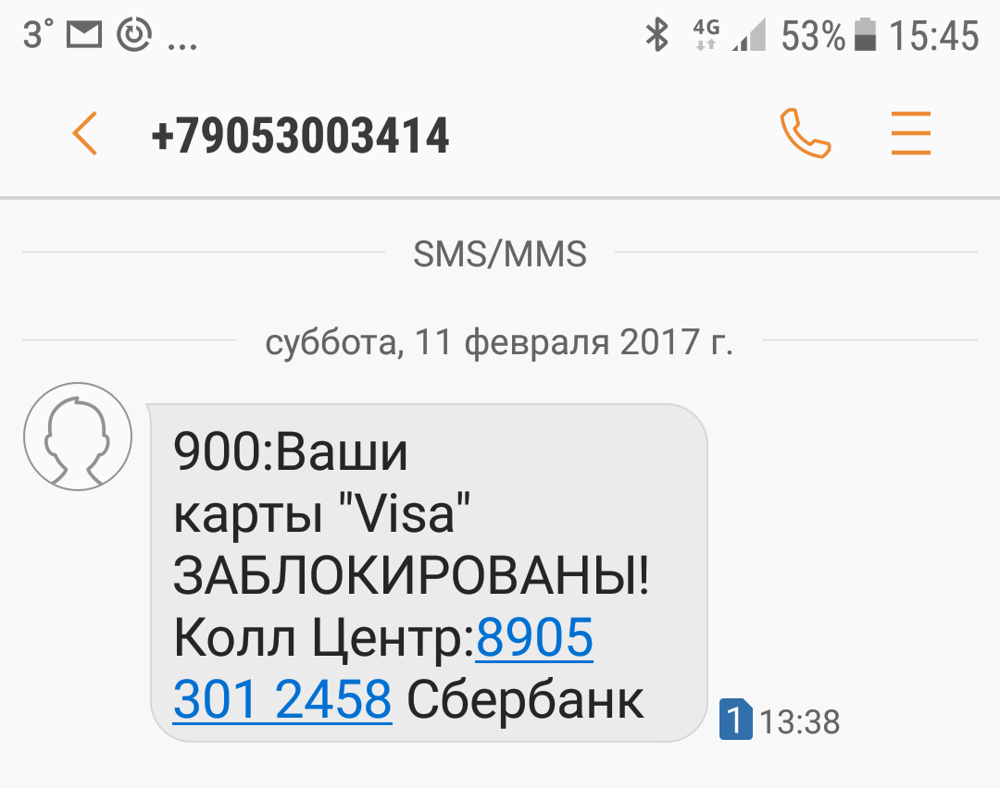 3° ... 4G 53% 15:45
+79053003414
SMS/MMS
суббота, 11 февраля 2017 г.
900:Ваши
карты "Visa"
ЗАБЛОКИРОВАНЫ!
Колл Центр:8905
301 2458 Сбербанк
1 13:38